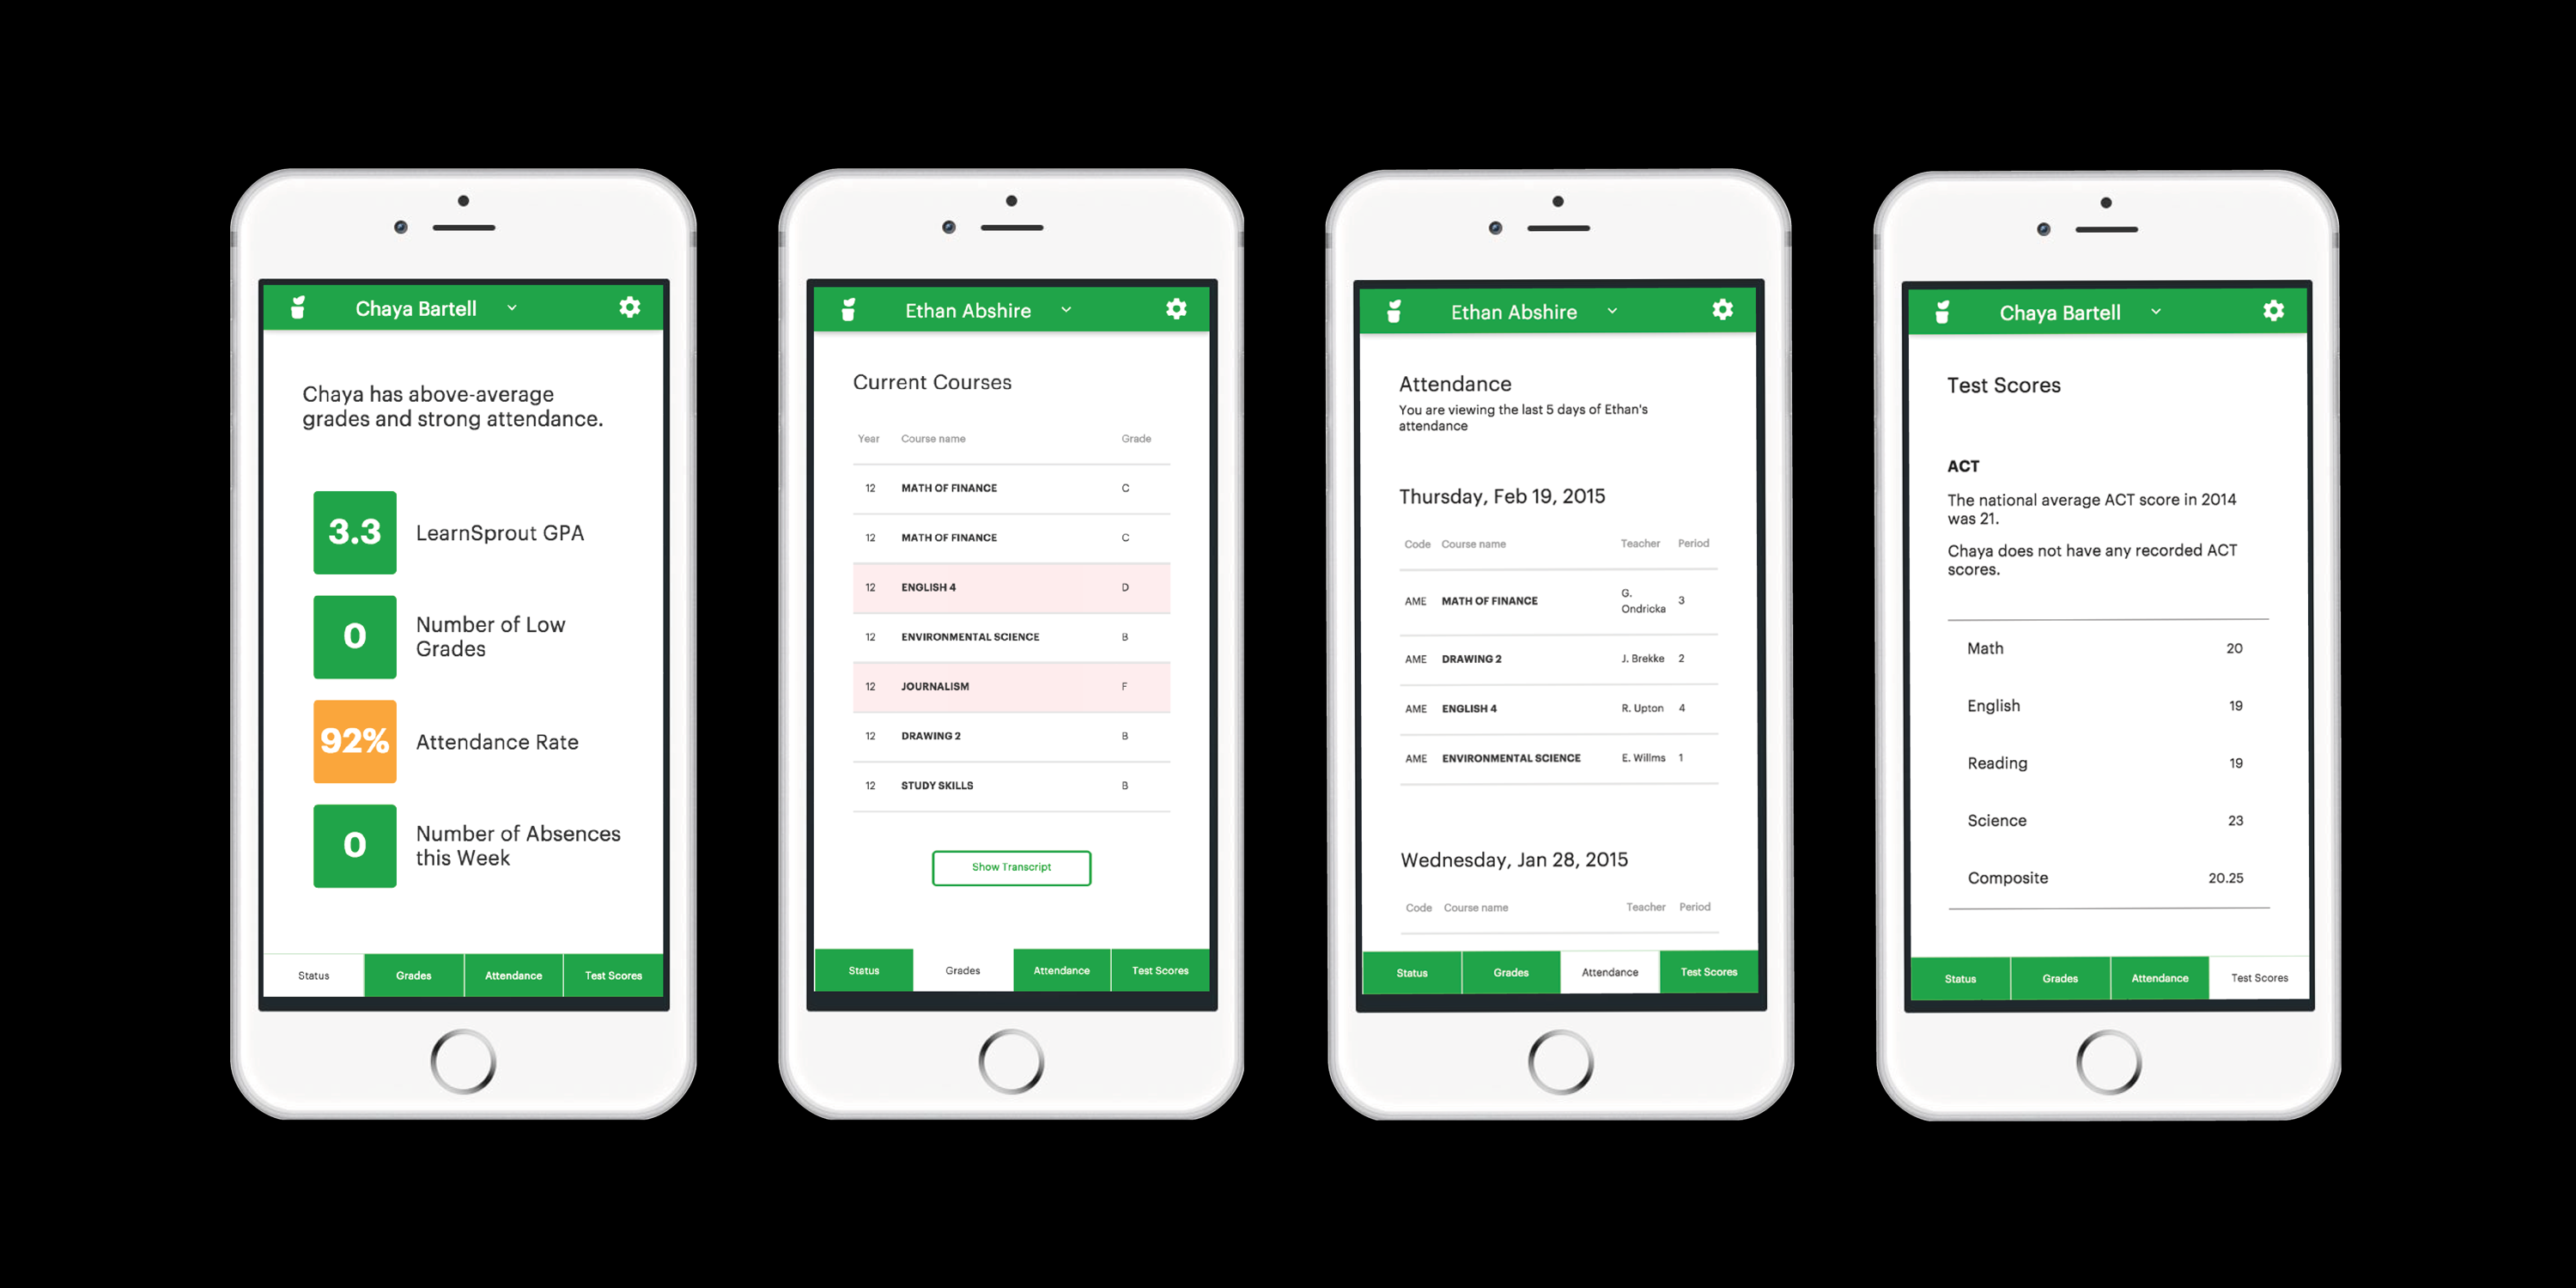 Chaya Bartell
Chaya has above-average
grades and strong attendance.
3.3
LearnSprout GPA
0
Number of Low
Grades
92%
Attendance Rate
0
Number of Absences
this Week
Status Grades Attendance Test Scores
Ethan Abshire
Current Courses
Year Course name Grade
12 MATH OF FINANCE C
12 MATH OF FINANCE C
12 ENGLISH 4 D
12 ENVIRONMENTAL SCIENCE B
12 JOURNALISM F
12 DRAWING 2 B
12 STUDY SKILLS B
Show Transcript
Status Grades Attendance Test Scores
Ethan Abshire
Attendance
You are viewing the last 5 days of Ethan's
attendance
Thursday, Feb 19, 2015
Code Course name Teacher Period
AME MATH OF FINANCE G. Ondricka 3
AME DRAWING 2 J. Brekke 2
AME ENGLISH 4 R. Upton 4
AME ENVIRONMENTAL SCIENCE E. Willms 1
Wednesday, Jan 28, 2015
Code Course name Teacher Period
Status Grades Attendance Test Scores
Chaya Bartell
Test Scores
ACT
The national average ACT score in 2014
was 21.
Chaya does not have any recorded ACT
scores.
Math 20
English 19
Reading 19
Science 23
Composite 20.25
Status Grades Attendance Test Scores